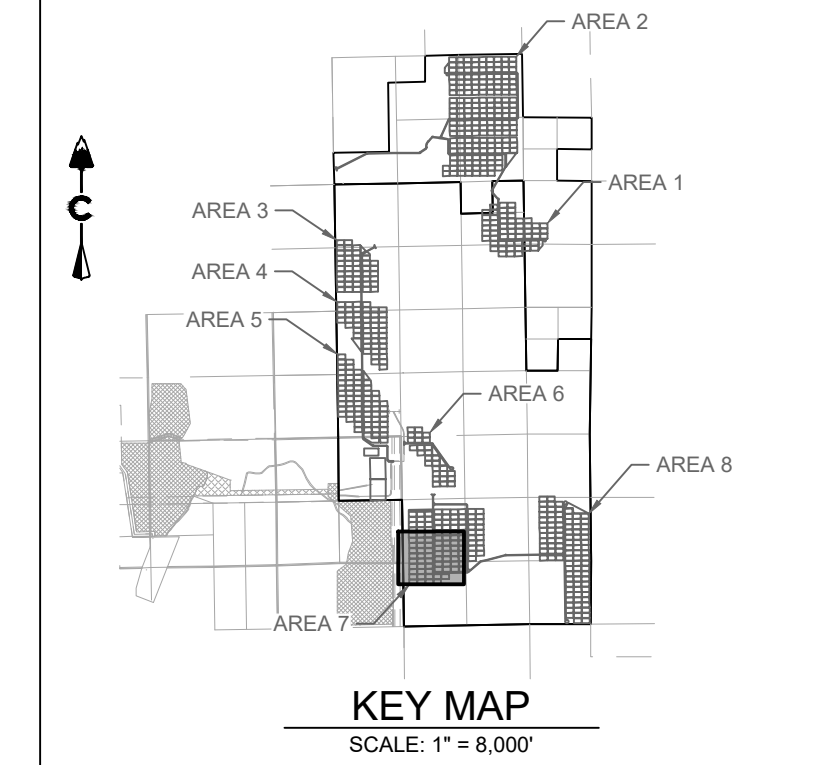 AREA 2
AREA 1
AREA 3
C
AREA 4
AREA 5
AREA 6
AREA 8
AREA 7
KEY MAP
SCALE: 1" = 8,000'